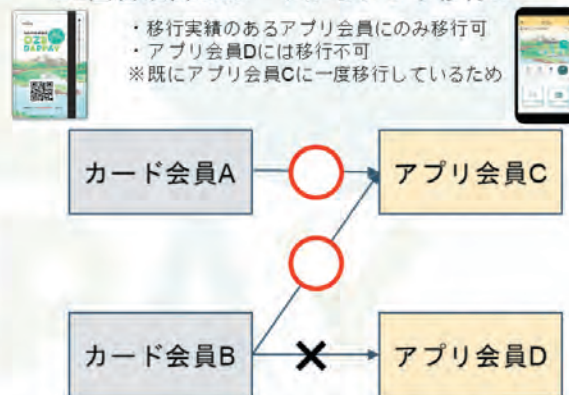 ・移行実績のあるアプリ会員にのみ移行可
・アプリ会員Dには移行不可
※既にアプリ会員Cに一度移行しているため
カード会員A
アプリ会員C
カード会員B
アプリ会員D